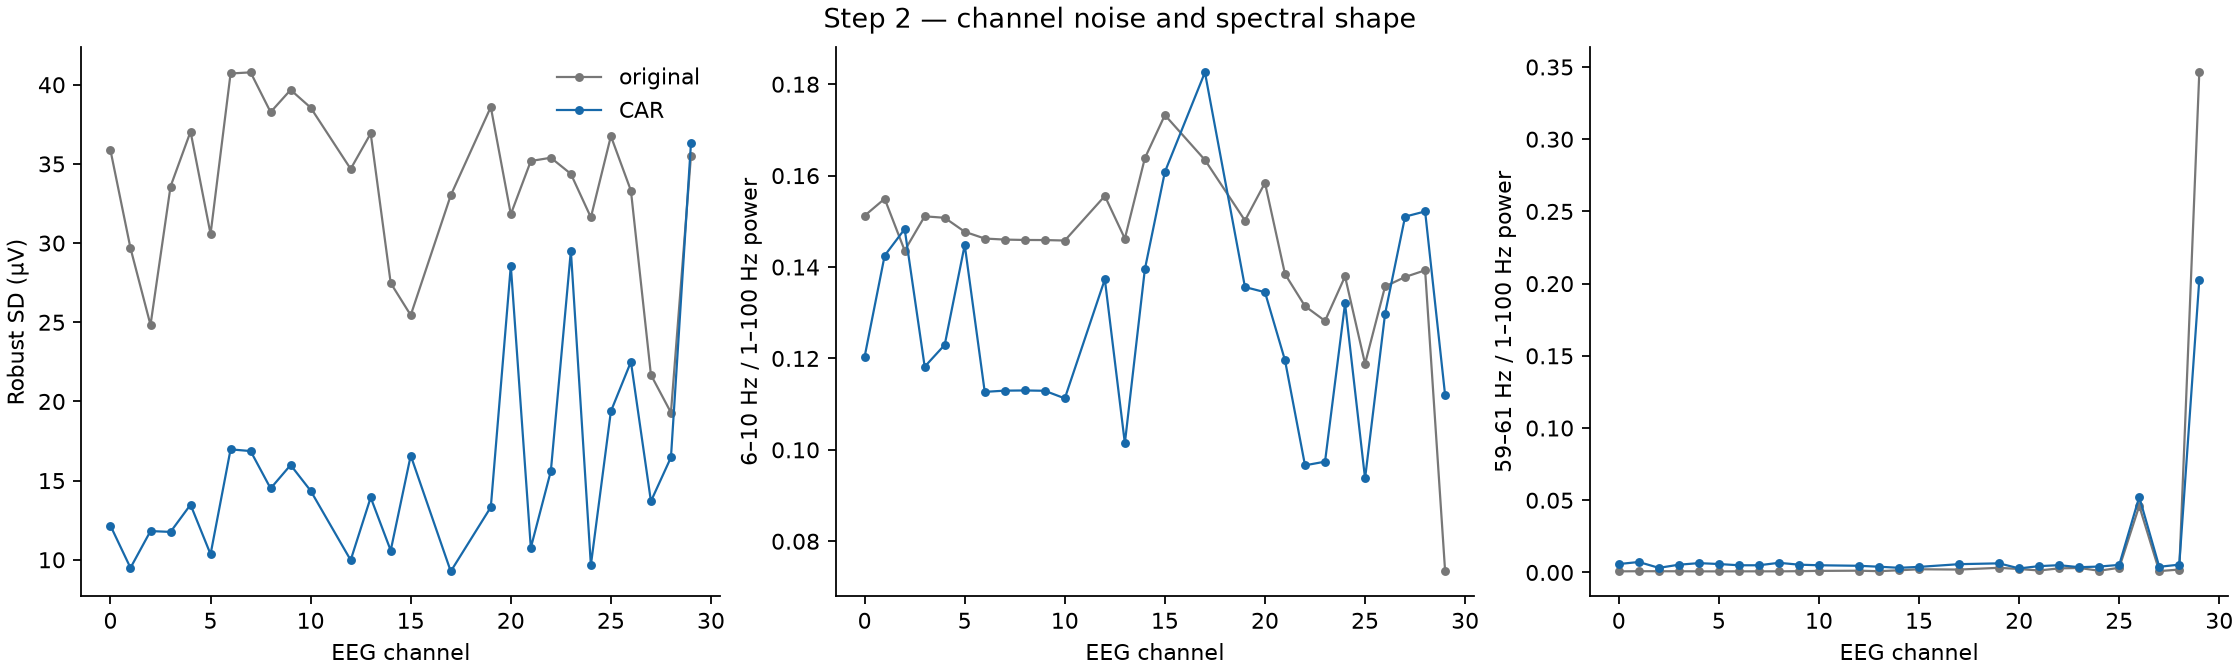 Step 2 — channel noise and spectral shape
Robust SD (µV)
40
35
30
25
20
15
10
original
CAR
0 5 10 15 20 25 30
EEG channel
6–10 Hz / 1–100 Hz power
0.18
0.16
0.14
0.12
0.10
0.08
0 5 10 15 20 25 30
EEG channel
59–61 Hz / 1–100 Hz power
0.35
0.30
0.25
0.20
0.15
0.10
0.05
0.00
0 5 10 15 20 25 30
EEG channel